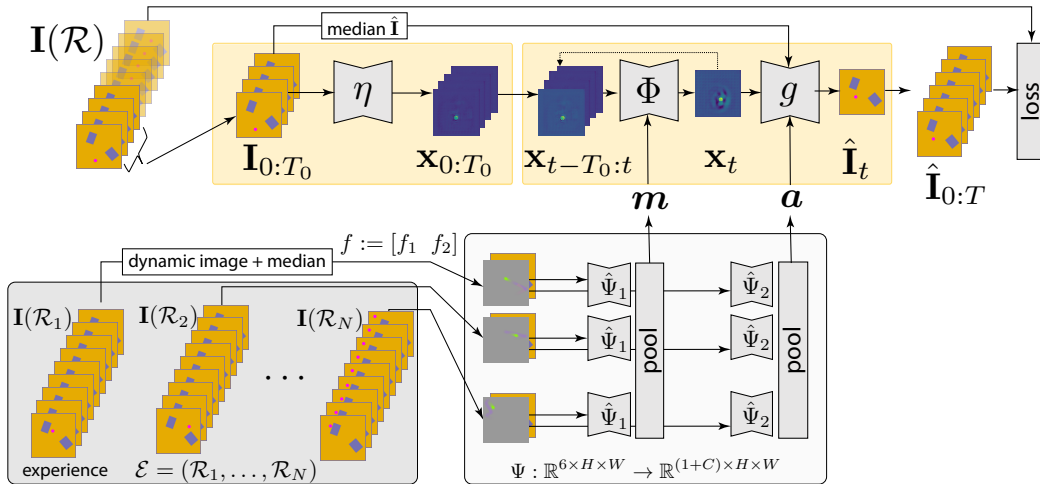 I(ℛ)
median Î
η
Φ
g
loss
I_{0:T_0}
x_{0:T_0}
x_{t−T_0:t}
x_t
Î_t
Î_{0:T}
m
a
f := [f_1 f_2]
dynamic image + median
I(ℛ_1)
I(ℛ_2)
I(ℛ_N)
...
Ψ̂_1
Ψ̂_2
Ψ̂_1
Ψ̂_2
Ψ̂_1
Ψ̂_2
pool
pool
experience
ℰ = (ℛ_1, . . . , ℛ_N)
Ψ : ℝ^{6×H×W} → ℝ^{(1+C)×H×W}